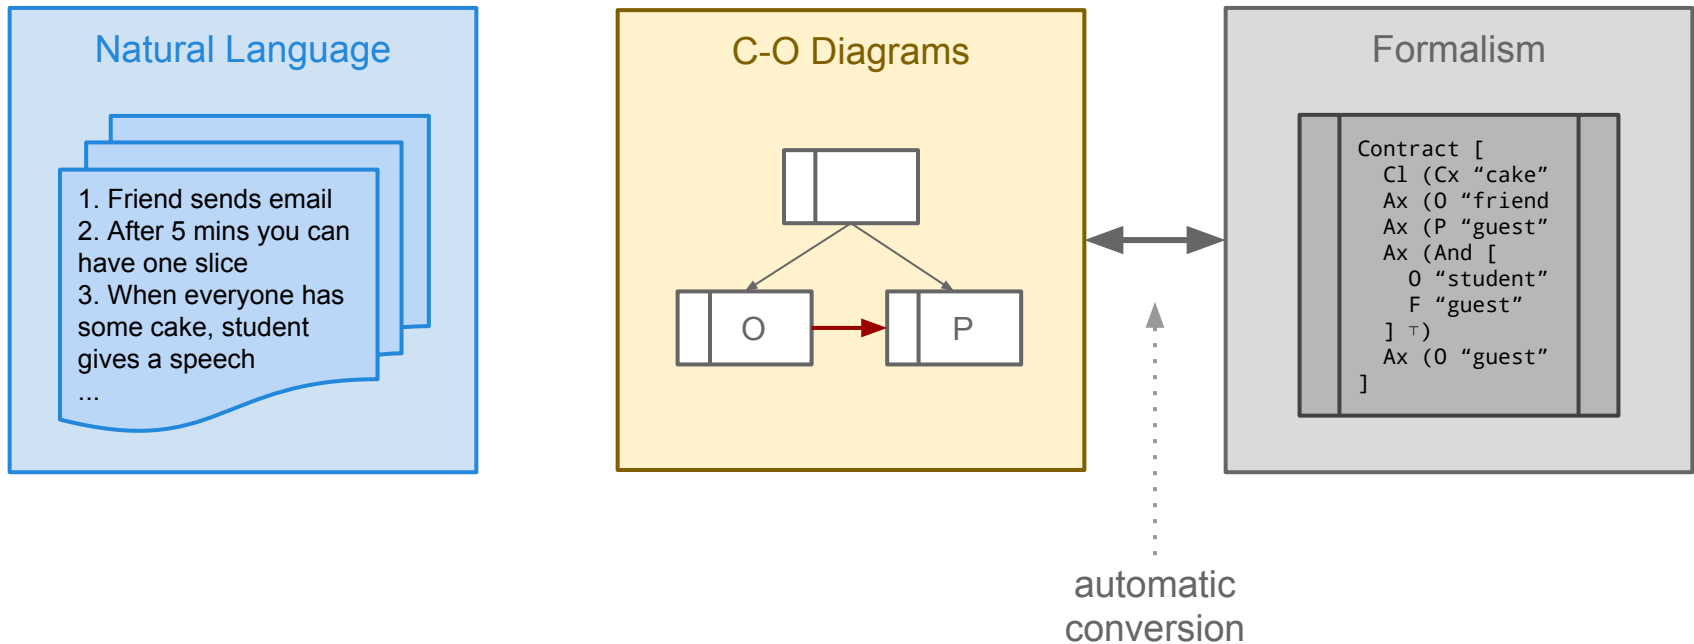 Natural Language
1. Friend sends email
2. After 5 mins you can
have one slice
3. When everyone has
some cake, student
gives a speech
...
C-O Diagrams
O
P
Formalism
Contract [
Cl (Cx “cake”
Ax (O “friend
Ax (P “guest”
Ax (And [
O “student”
F “guest”
] ⊤)
Ax (O “guest”
]
automatic
conversion